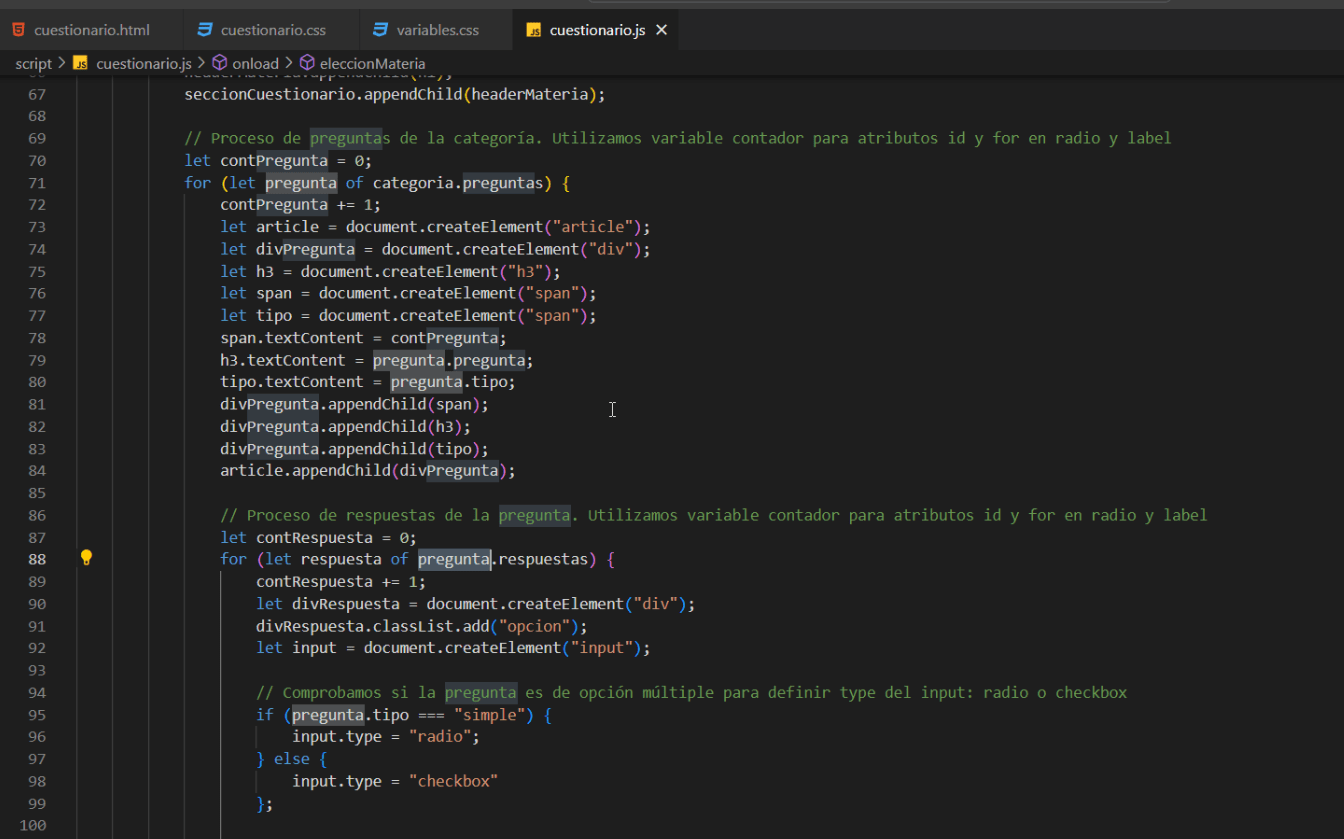 cuestionario.html cuestionario.css variables.css JS cuestionario.js ×
script > JS cuestionario.js > onload > eleccionMateria
67 seccionCuestionario.appendChild(headerMateria);
68
69 // Proceso de preguntas de la categoría. Utilizamos variable contador para atributos id y for en radio y label
70 let contPregunta = 0;
71 for (let pregunta of categoria.preguntas) {
72 contPregunta += 1;
73 let article = document.createElement("article");
74 let divPregunta = document.createElement("div");
75 let h3 = document.createElement("h3");
76 let span = document.createElement("span");
77 let tipo = document.createElement("span");
78 span.textContent = contPregunta;
79 h3.textContent = pregunta.pregunta;
80 tipo.textContent = pregunta.tipo;
81 divPregunta.appendChild(span);
82 divPregunta.appendChild(h3);
83 divPregunta.appendChild(tipo);
84 article.appendChild(divPregunta);
85
86 // Proceso de respuestas de la pregunta. Utilizamos variable contador para atributos id y for en radio y label
87 let contRespuesta = 0;
88 for (let respuesta of pregunta.respuestas) {
89 contRespuesta += 1;
90 let divRespuesta = document.createElement("div");
91 divRespuesta.classList.add("opcion");
92 let input = document.createElement("input");
93
94 // Comprobamos si la pregunta es de opción múltiple para definir type del input: radio o checkbox
95 if (pregunta.tipo === "simple") {
96 input.type = "radio";
97 } else {
98 input.type = "checkbox"
99 };
100